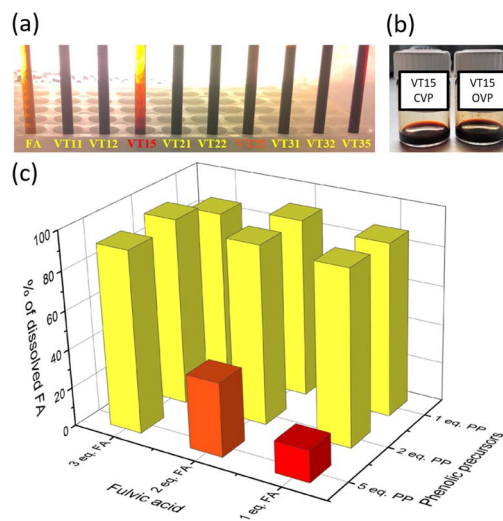 (a)
FA VT11 VT12 VT15 VT21 VT22 VT25 VT31 VT32 VT35
(b)
VT15
CVP
VT15
OVP
(c)
100
80
60
40
20
0
% of dissolved FA
3 eq. FA
2 eq. FA
1 eq. FA
Fulvic acid
1 eq. PP
2 eq. PP
5 eq. PP
Phenolic precursors